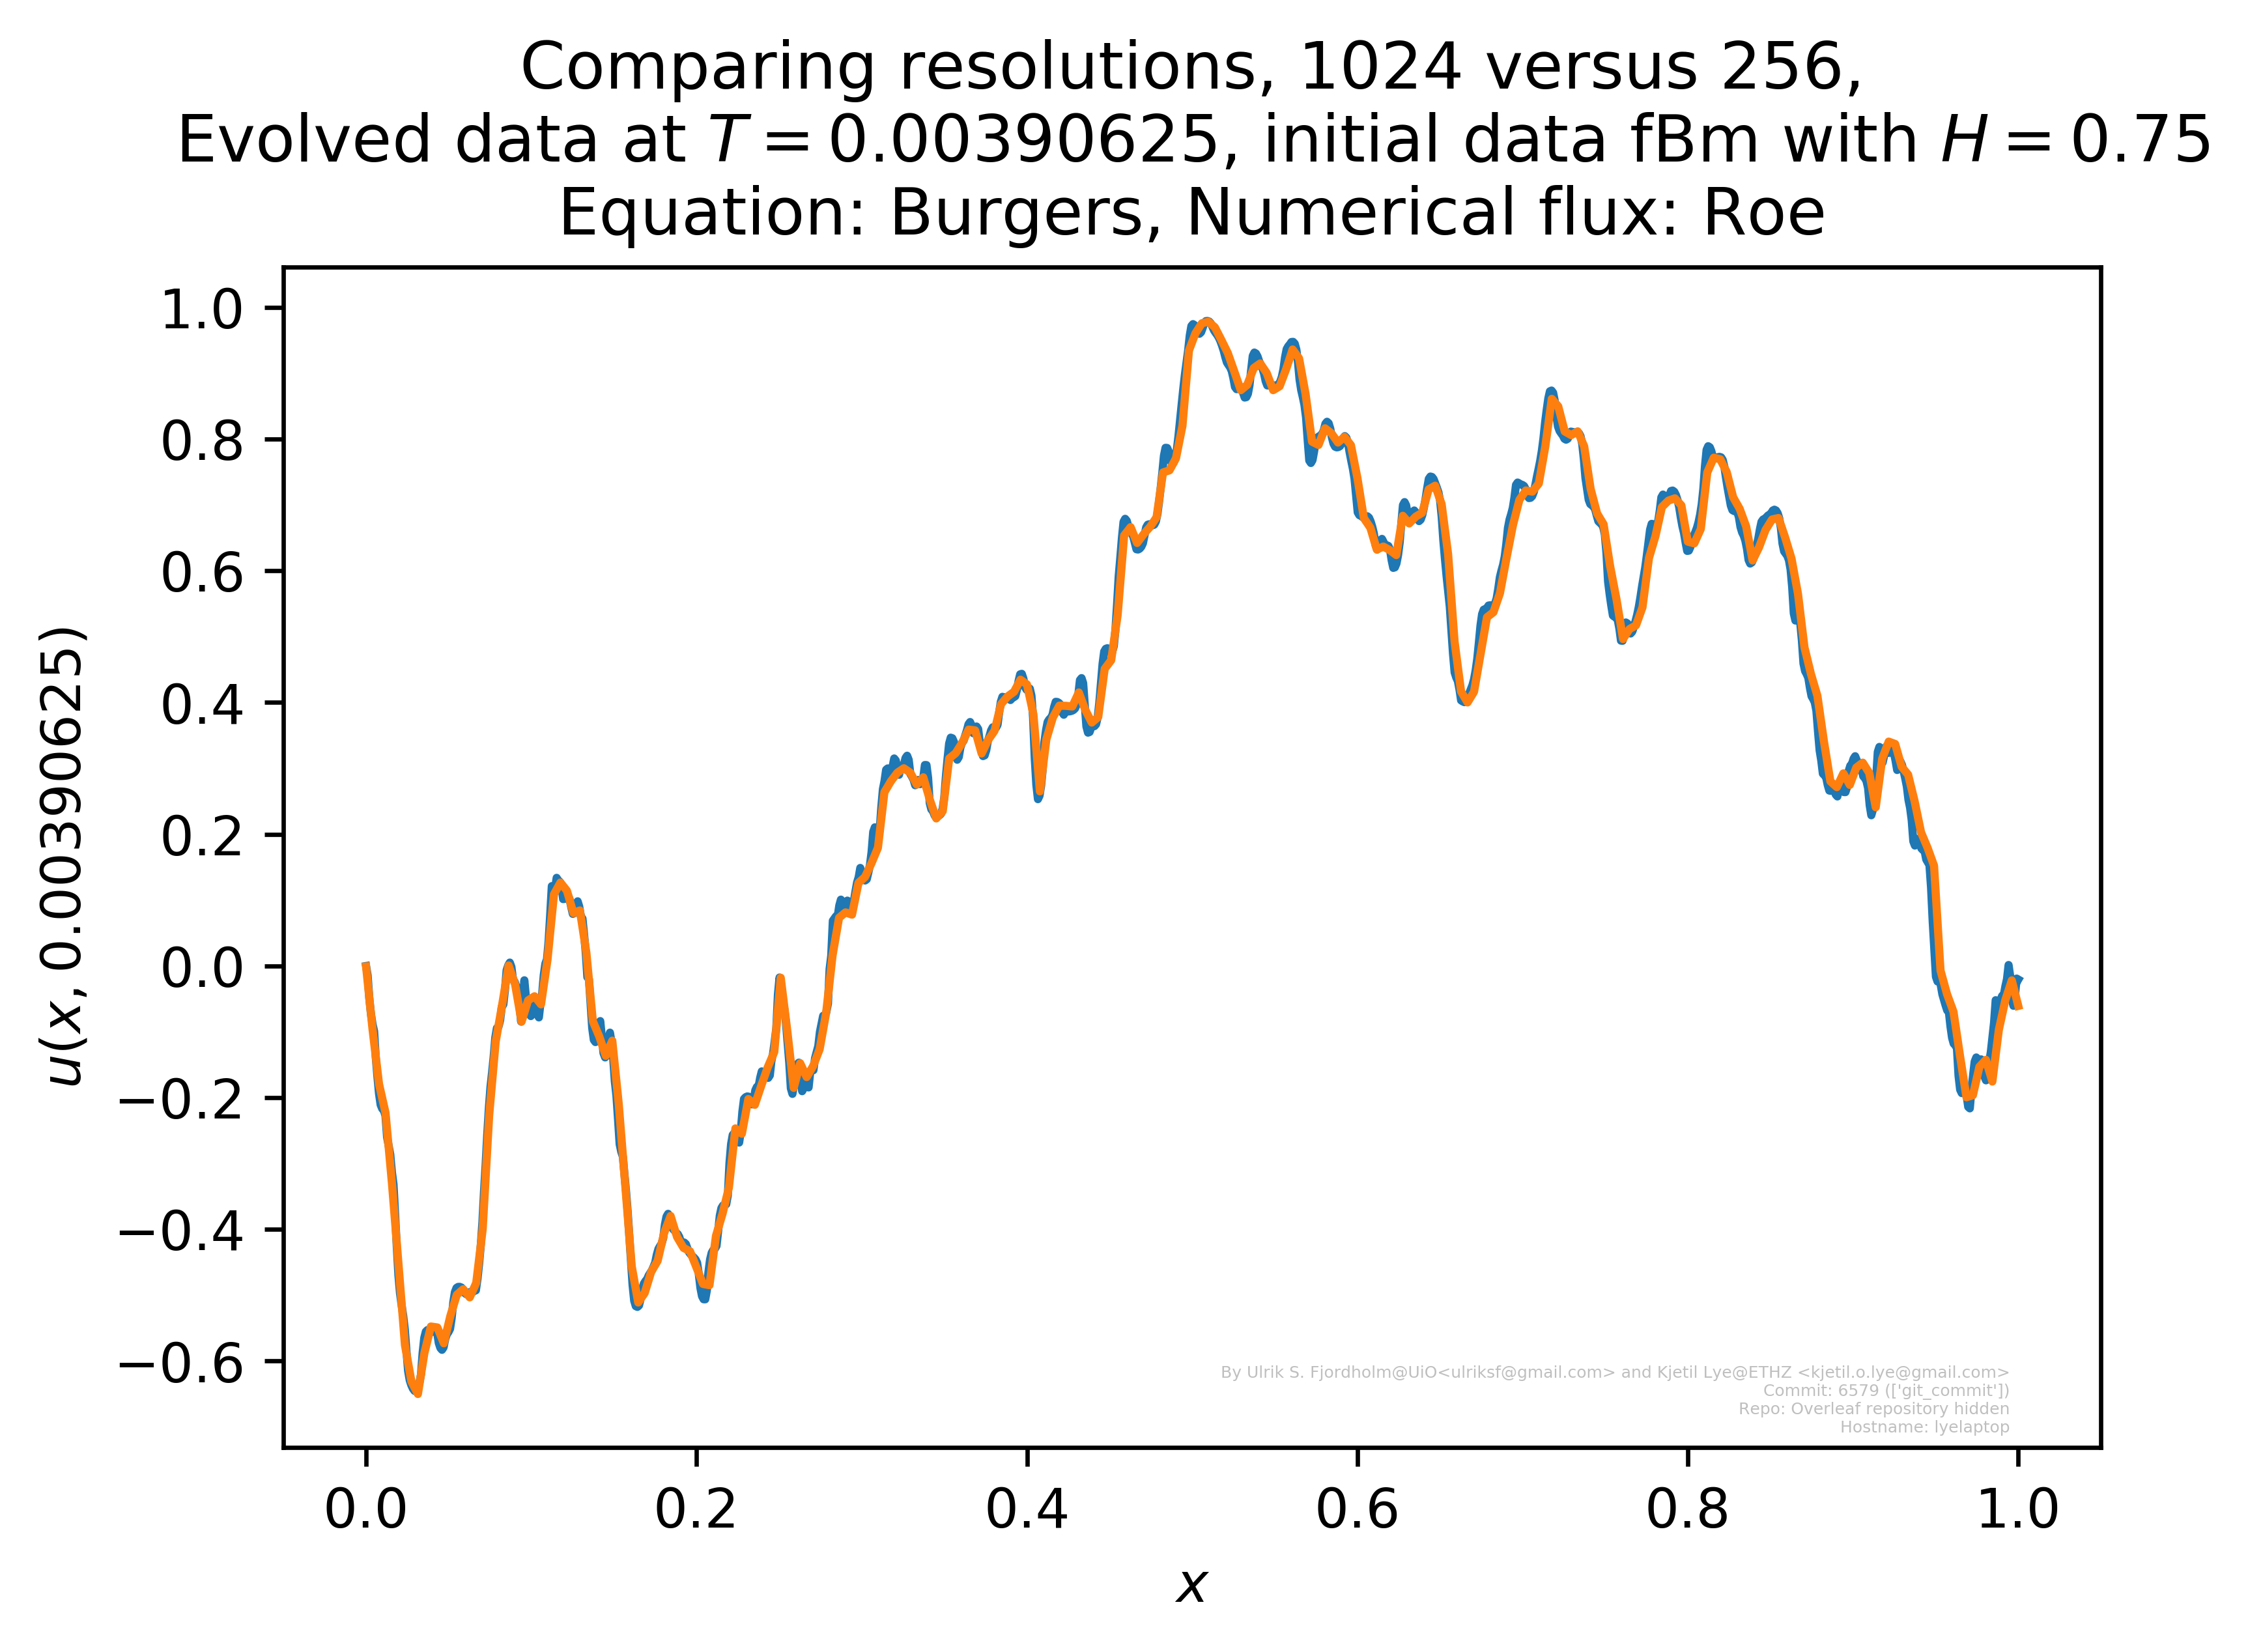 Comparing resolutions, 1024 versus 256,
Evolved data at T = 0.00390625, initial data fBm with H = 0.75
Equation: Burgers, Numerical flux: Roe
1.0
0.8
0.6
0.4
0.2
0.0
−0.2
−0.4
−0.6
u(x, 0.00390625)
By Ulrik S. Fjordholm@UiO<ulriksf@gmail.com> and Kjetil Lye@ETHZ <kjetil.o.lye@gmail.com>
Commit: 6579 (['git_commit'])
Repo: Overleaf repository hidden
Hostname: lyelaptop
0.0 0.2 0.4 0.6 0.8 1.0
x